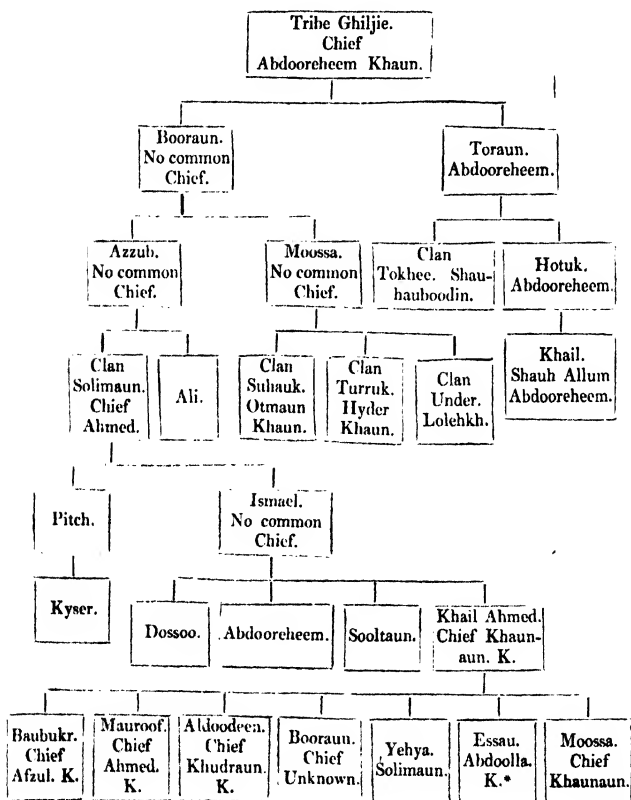 Tribe Ghiljie.
Chief
Abdooreheem Khaun.
Booraun.
No common
Chief.
Toraun.
Abdooreheem.
Azzub.
No common
Chief.
Moossa.
No common
Chief.
Clan
Tokhee. Shau-
hauboodin.
Hotuk.
Abdooreheem.
Clan
Solimaun.
Chief
Ahmed.
Ali.
Clan
Suhauk.
Otmaun
Khaun.
Clan
Turruk.
Hyder
Khaun.
Clan
Under.
Lolehkh.
Khail.
Shauh Allum
Abdooreheem.
Pitch.
Ismael.
No common
Chief.
Kyser.
Dossoo.
Abdooreheem.
Sooltaun.
Khail Ahmed.
Chief Khaun-
aun. K.
Baubukr.
Chief
Afzul. K.
Mauroof.
Chief
Ahmed.
K.
Aldoodeen.
Chief
Khudraun.
K.
Booraun.
Chief
Unknown.
Yehya.
Solimaun.
Essau.
Abdoolla.
K.*
Moossa.
Chief
Khaunaun.